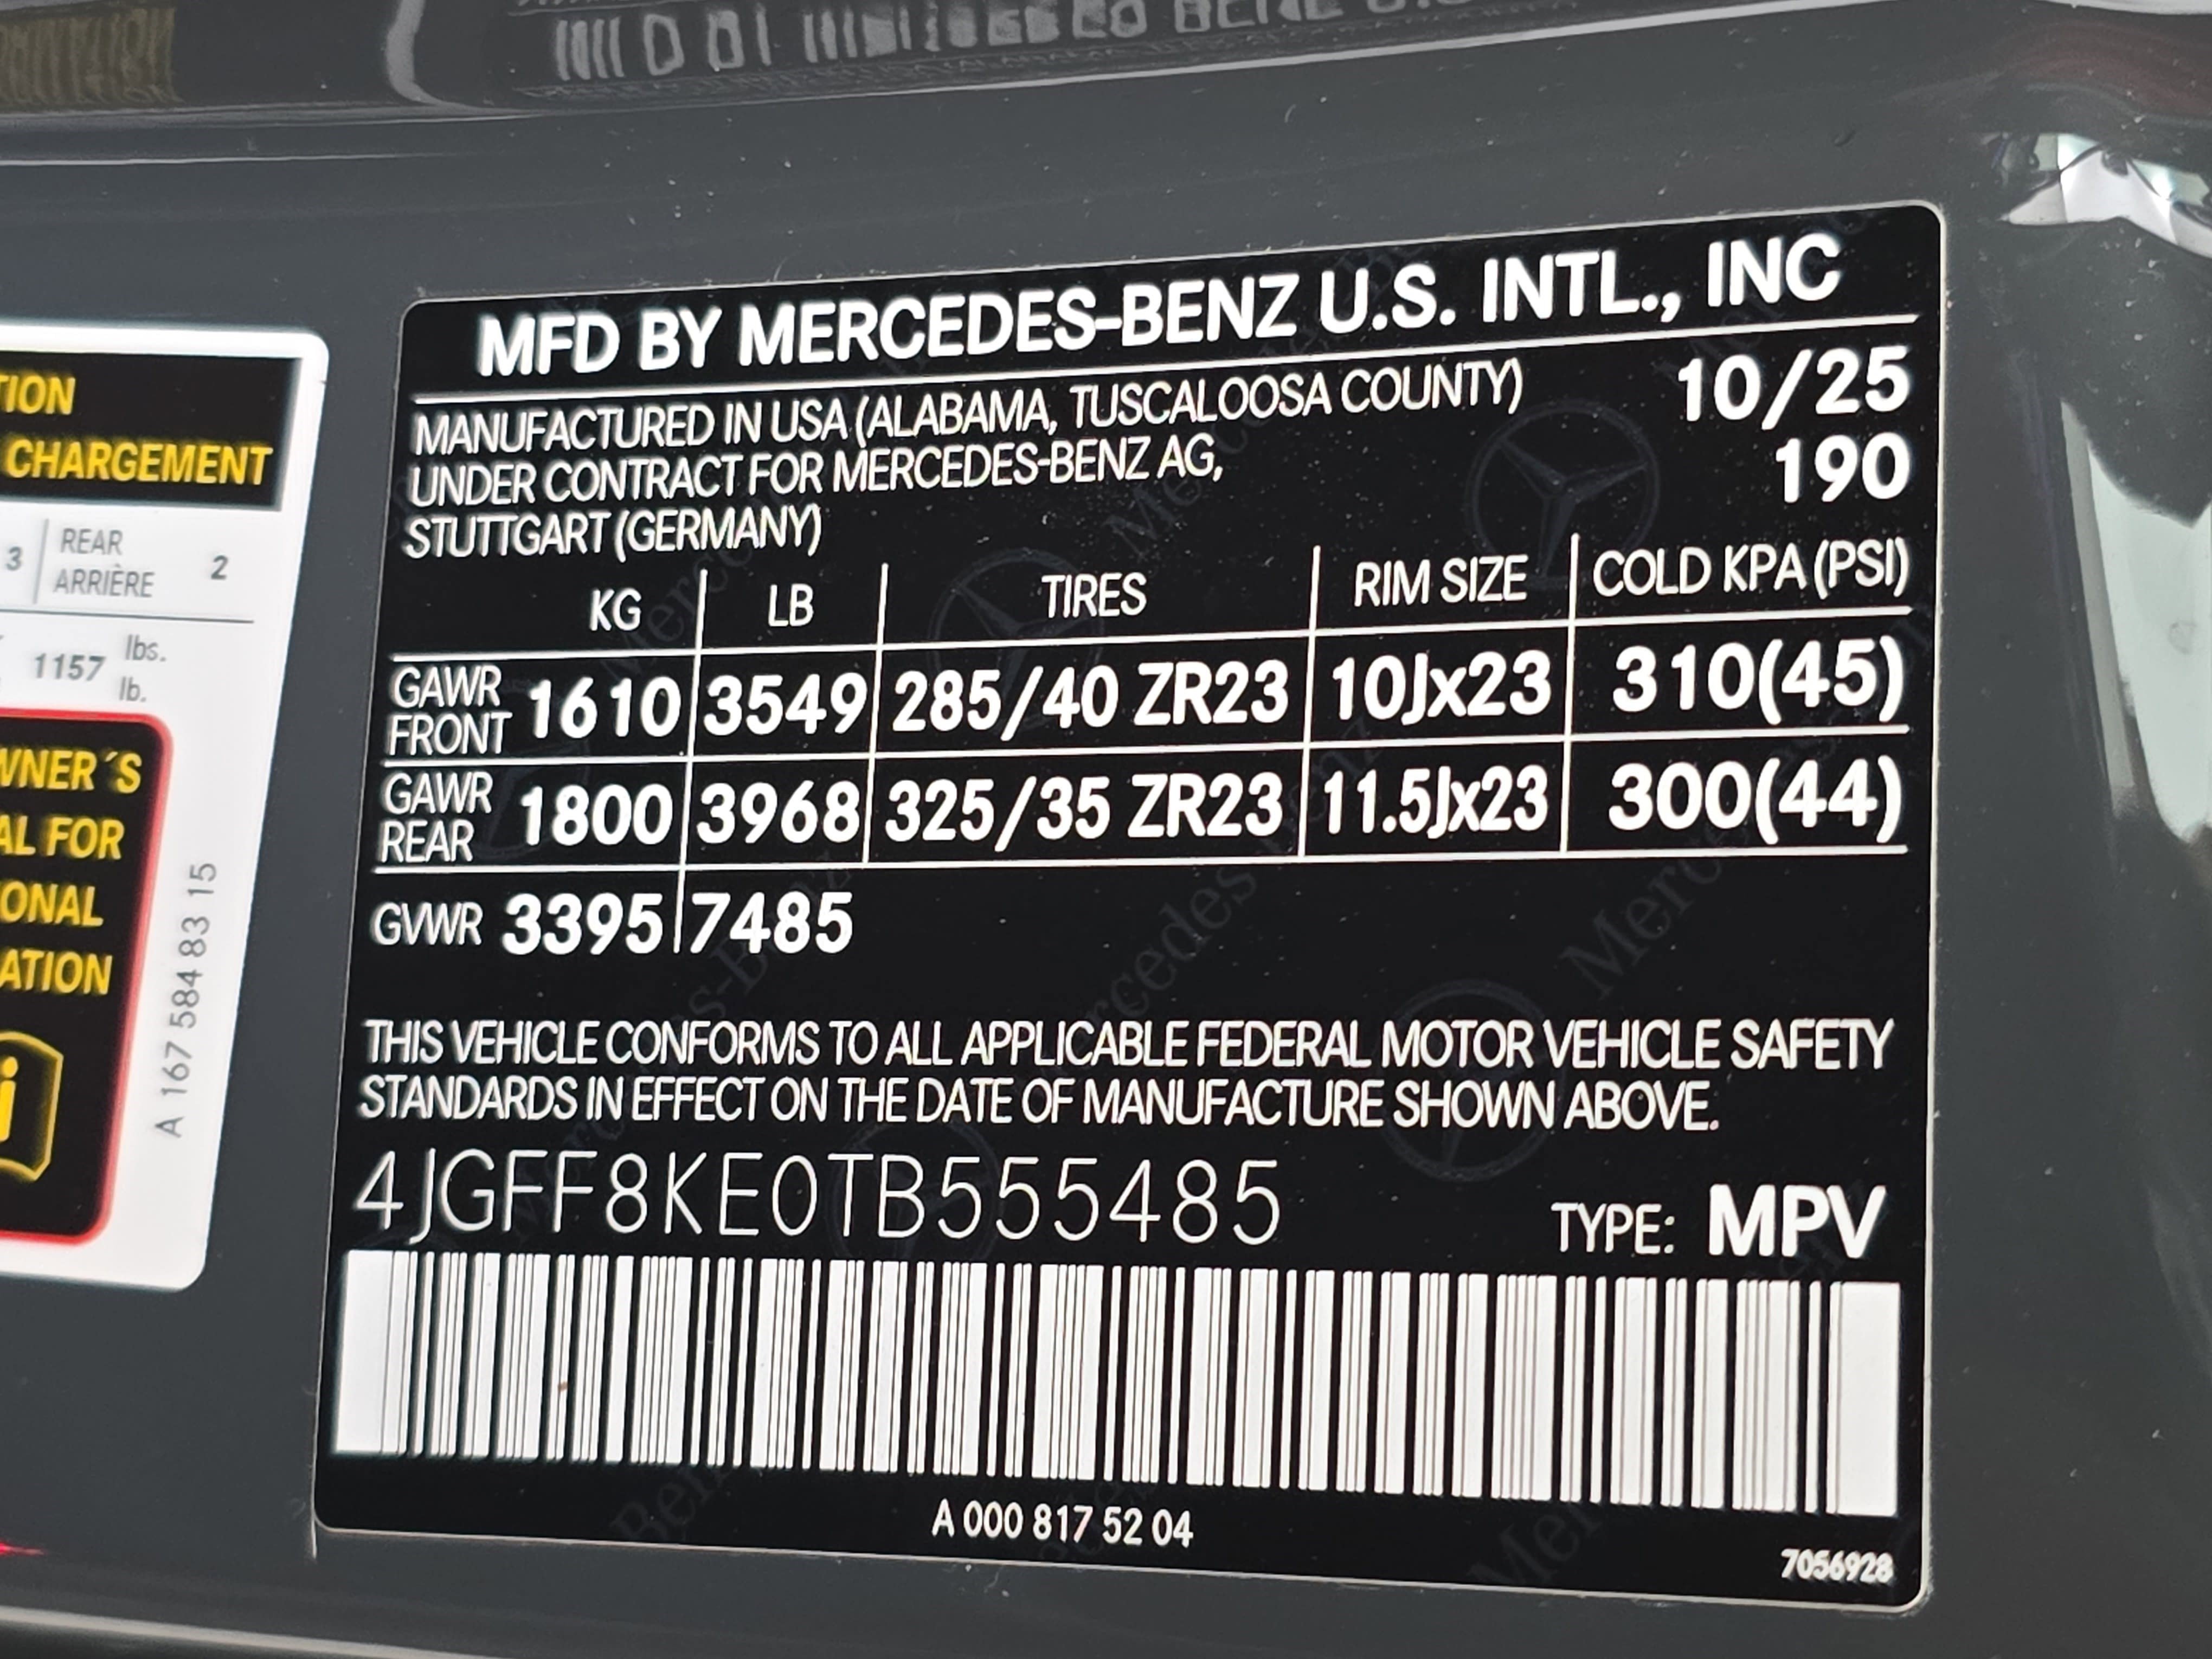 TION
CHARGEMENT
3 REAR 2
ARRIÈRE
1157 lbs.
lb.
WNER´S
AL FOR
ONAL
ATION
i
A 167 584 83 15
MFD BY MERCEDES-BENZ U.S. INTL., INC
MANUFACTURED IN USA (ALABAMA, TUSCALOOSA COUNTY) 10/25
UNDER CONTRACT FOR MERCEDES-BENZ AG, 190
STUTTGART (GERMANY)
KG LB TIRES RIM SIZE COLD KPA (PSI)
GAWR FRONT 1610 3549 285/40 ZR23 10Jx23 310(45)
GAWR REAR 1800 3968 325/35 ZR23 11.5Jx23 300(44)
GVWR 3395 7485
THIS VEHICLE CONFORMS TO ALL APPLICABLE FEDERAL MOTOR VEHICLE SAFETY
STANDARDS IN EFFECT ON THE DATE OF MANUFACTURE SHOWN ABOVE.
4JGFF8KE0TB555485
TYPE: MPV
A 000 817 52 04
7056928